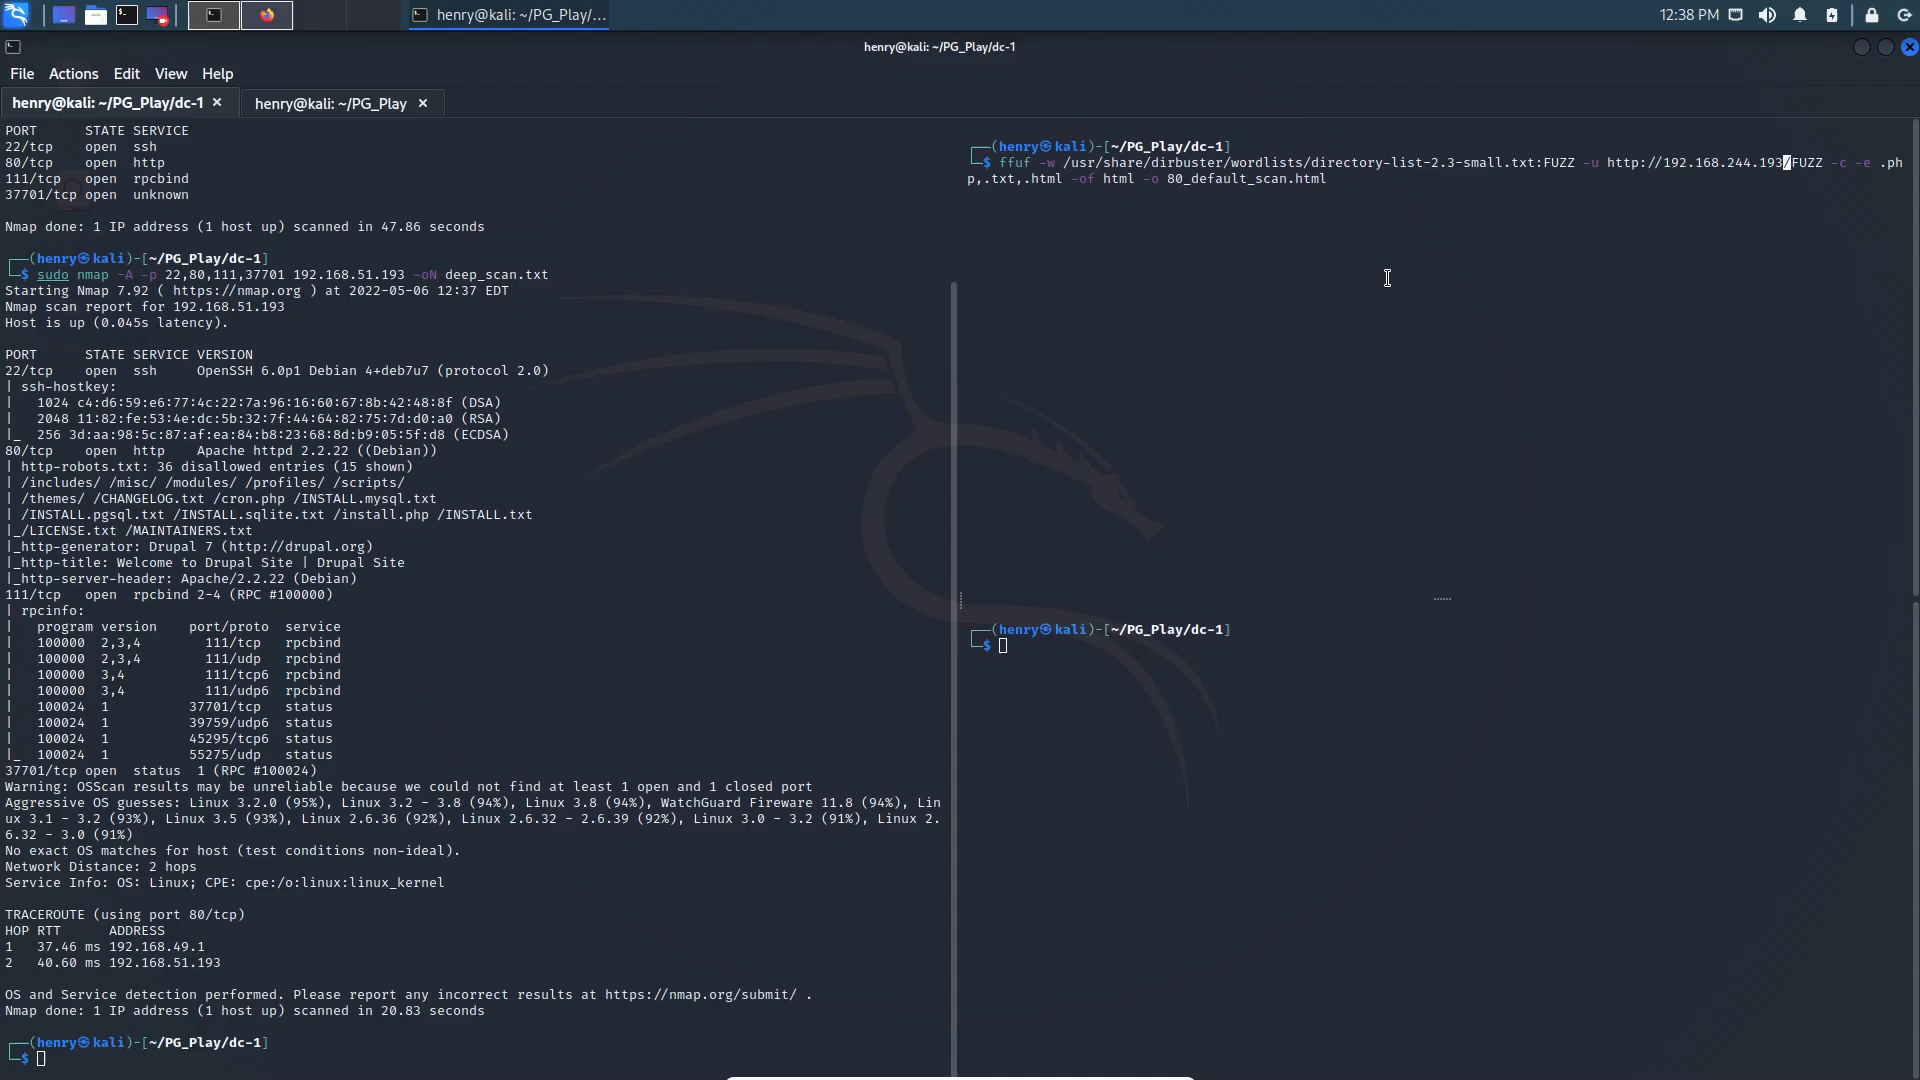 henry@kali: ~/PG_Play/...
12:38 PM
henry@kali: ~/PG_Play/dc-1
File Actions Edit View Help
henry@kali: ~/PG_Play/dc-1 ×
henry@kali: ~/PG_Play ×
PORT      STATE SERVICE
22/tcp    open  ssh
80/tcp    open  http
111/tcp   open  rpcbind
37701/tcp open  unknown
Nmap done: 1 IP address (1 host up) scanned in 47.86 seconds
┌──(henry㉿kali)-[~/PG_Play/dc-1]
└─$ sudo nmap -A -p 22,80,111,37701 192.168.51.193 -oN deep_scan.txt
Starting Nmap 7.92 ( https://nmap.org ) at 2022-05-06 12:37 EDT
Nmap scan report for 192.168.51.193
Host is up (0.045s latency).
PORT      STATE SERVICE VERSION
22/tcp    open  ssh     OpenSSH 6.0p1 Debian 4+deb7u7 (protocol 2.0)
| ssh-hostkey:
|   1024 c4:d6:59:e6:77:4c:22:7a:96:16:60:67:8b:42:48:8f (DSA)
|   2048 11:82:fe:53:4e:dc:5b:32:7f:44:64:82:75:7d:d0:a0 (RSA)
|_  256 3d:aa:98:5c:87:af:ea:84:b8:23:68:8d:b9:05:5f:d8 (ECDSA)
80/tcp    open  http    Apache httpd 2.2.22 ((Debian))
| http-robots.txt: 36 disallowed entries (15 shown)
| /includes/ /misc/ /modules/ /profiles/ /scripts/
| /themes/ /CHANGELOG.txt /cron.php /INSTALL.mysql.txt
| /INSTALL.pgsql.txt /INSTALL.sqlite.txt /install.php /INSTALL.txt
|_/LICENSE.txt /MAINTAINERS.txt
|_http-generator: Drupal 7 (http://drupal.org)
|_http-title: Welcome to Drupal Site | Drupal Site
|_http-server-header: Apache/2.2.22 (Debian)
111/tcp   open  rpcbind 2-4 (RPC #100000)
| rpcinfo:
|   program version    port/proto  service
|   100000  2,3,4        111/tcp   rpcbind
|   100000  2,3,4        111/udp   rpcbind
|   100000  3,4          111/tcp6  rpcbind
|   100000  3,4          111/udp6  rpcbind
|   100024  1          37701/tcp   status
|   100024  1          39759/udp6  status
|   100024  1          45295/tcp6  status
|_  100024  1          55275/udp   status
37701/tcp open  status  1 (RPC #100024)
Warning: OSScan results may be unreliable because we could not find at least 1 open and 1 closed port
Aggressive OS guesses: Linux 3.2.0 (95%), Linux 3.2 - 3.8 (94%), Linux 3.8 (94%), WatchGuard Fireware 11.8 (94%), Lin
ux 3.1 - 3.2 (93%), Linux 3.5 (93%), Linux 2.6.36 (92%), Linux 2.6.32 - 2.6.39 (92%), Linux 3.0 - 3.2 (91%), Linux 2.
6.32 - 3.0 (91%)
No exact OS matches for host (test conditions non-ideal).
Network Distance: 2 hops
Service Info: OS: Linux; CPE: cpe:/o:linux:linux_kernel
TRACEROUTE (using port 80/tcp)
HOP RTT      ADDRESS
1   37.46 ms 192.168.49.1
2   40.60 ms 192.168.51.193
OS and Service detection performed. Please report any incorrect results at https://nmap.org/submit/ .
Nmap done: 1 IP address (1 host up) scanned in 20.83 seconds
┌──(henry㉿kali)-[~/PG_Play/dc-1]
└─$
┌──(henry㉿kali)-[~/PG_Play/dc-1]
└─$ ffuf -w /usr/share/dirbuster/wordlists/directory-list-2.3-small.txt:FUZZ -u http://192.168.244.193/FUZZ -c -e .ph
p,.txt,.html -of html -o 80_default_scan.html
┌──(henry㉿kali)-[~/PG_Play/dc-1]
└─$